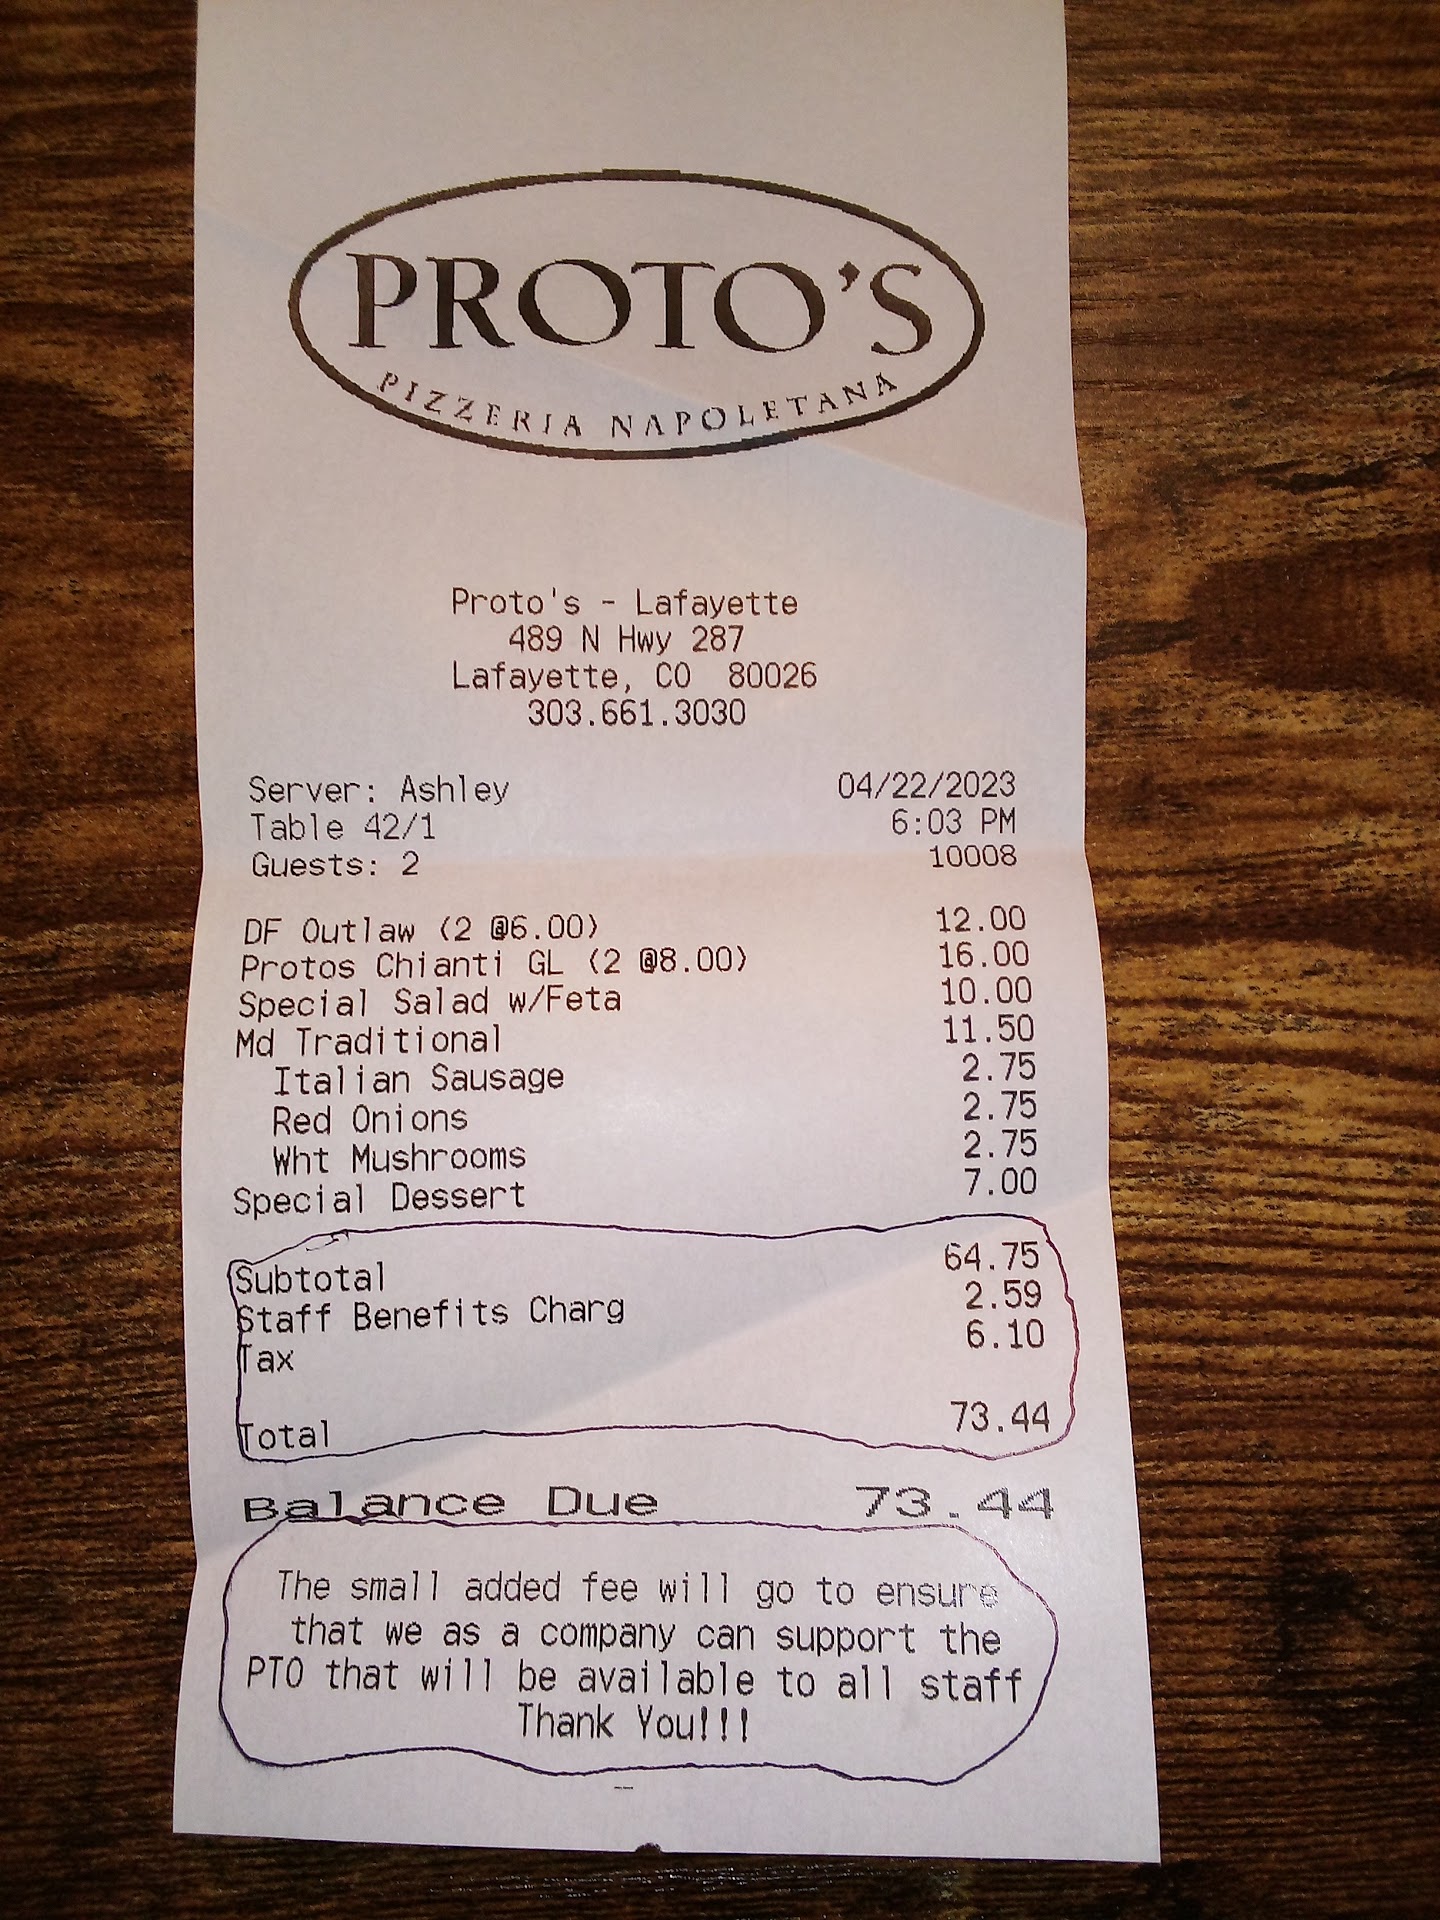 PROTO'S
PIZZERIA NAPOLETANA
Proto's - Lafayette
489 N Hwy 287
Lafayette, CO 80026
303.661.3030
Server: Ashley 04/22/2023
Table 42/1 6:03 PM
Guests: 2 10008
DF Outlaw (2 @6.00) 12.00
Protos Chianti GL (2 @8.00) 16.00
Special Salad w/Feta 10.00
Md Traditional 11.50
Italian Sausage 2.75
Red Onions 2.75
Wht Mushrooms 2.75
Special Dessert 7.00
Subtotal 64.75
Staff Benefits Charg 2.59
Tax 6.10
Total 73.44
Balance Due 73.44
The small added fee will go to ensure
that we as a company can support the
PTO that will be available to all staff
Thank You!!!